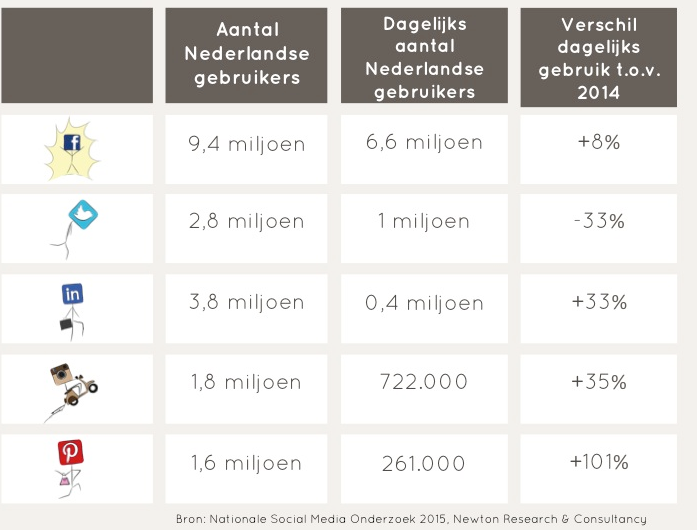 Aantal
Nederlandse
gebruikers
Dagelijks
aantal
Nederlandse
gebruikers
Verschil
dagelijks
gebruik t.o.v.
2014
f
9,4 miljoen
6,6 miljoen
+8%
2,8 miljoen
1 miljoen
-33%
in
3,8 miljoen
0,4 miljoen
+33%
1,8 miljoen
722.000
+35%
P
1,6 miljoen
261.000
+101%
Bron: Nationale Social Media Onderzoek 2015, Newton Research & Consultancy